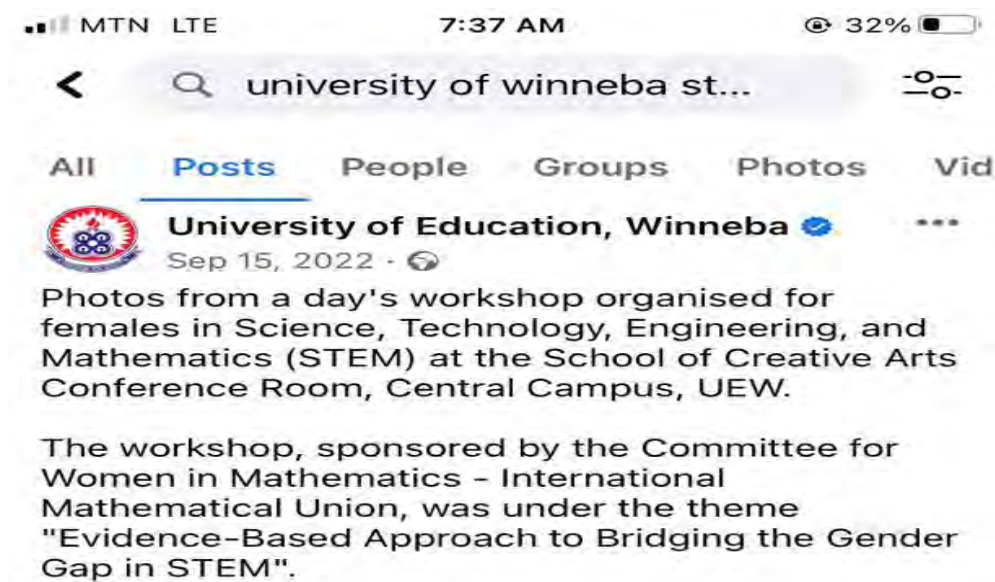 MTN LTE 7:37 AM 32%
university of winneba st...
All Posts People Groups Photos Vid
University of Education, Winneba
Sep 15, 2022 ·
Photos from a day's workshop organised for
females in Science, Technology, Engineering, and
Mathematics (STEM) at the School of Creative Arts
Conference Room, Central Campus, UEW.
The workshop, sponsored by the Committee for
Women in Mathematics - International
Mathematical Union, was under the theme
"Evidence-Based Approach to Bridging the Gender
Gap in STEM".